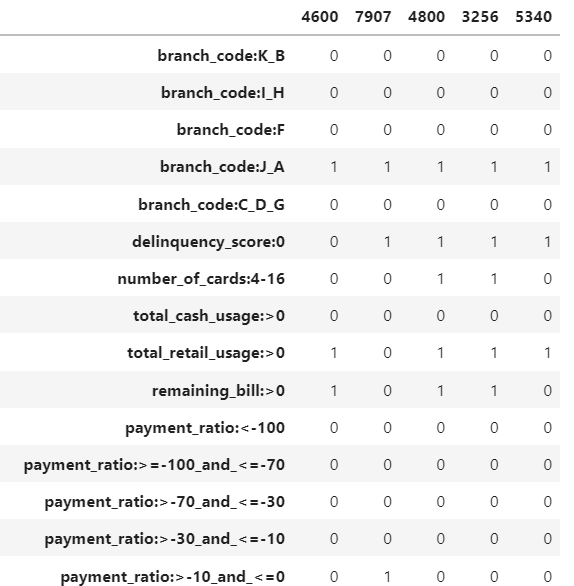 4600 7907 4800 3256 5340
branch_code:K_B 0 0 0 0 0
branch_code:I_H 0 0 0 0 0
branch_code:F 0 0 0 0 0
branch_code:J_A 1 1 1 1 1
branch_code:C_D_G 0 0 0 0 0
delinquency_score:0 0 1 1 1 1
number_of_cards:4-16 0 0 1 1 0
total_cash_usage:>0 0 0 0 0 0
total_retail_usage:>0 1 0 1 1 1
remaining_bill:>0 1 0 1 1 0
payment_ratio:<-100 0 0 0 0 0
payment_ratio:>=-100_and_<=-70 0 0 0 0 0
payment_ratio:>-70_and_<=-30 0 0 0 0 0
payment_ratio:>-30_and_<=-10 0 0 0 0 0
payment_ratio:>-10_and_<=0 0 1 0 0 0